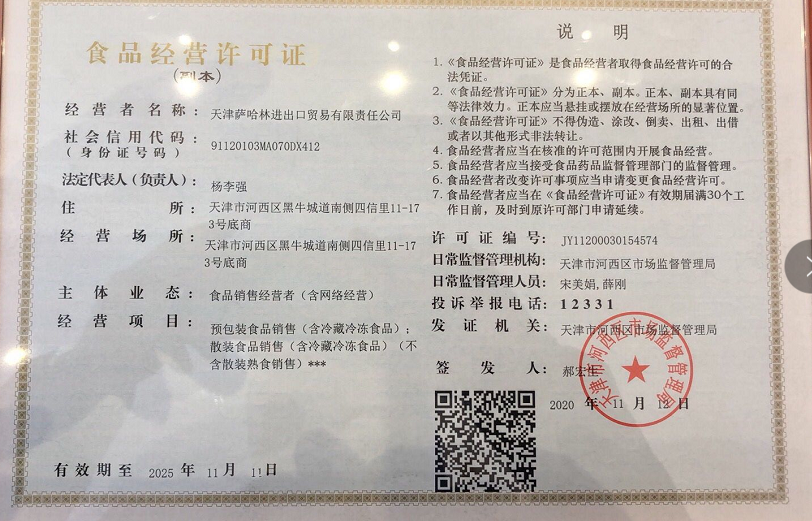 食品经营许可证
(副本)
经营者名称： 天津萨哈林进出口贸易有限责任公司
社会信用代码： 91120103MA070DX412
(身份证号码)
法定代表人(负责人)： 杨李强
住所： 天津市河西区黑牛城道南侧四信里11-17
3号底商
经营场所： 天津市河西区黑牛城道南侧四信里11-17
3号底商
主体业态： 食品销售经营者（含网络经营）
经营项目： 预包装食品销售（含冷藏冷冻食品）；
散装食品销售（含冷藏冷冻食品）（不
含散装熟食销售）***
有效期至 2025 年 11 月 11日
说明
1. 《食品经营许可证》是食品经营者取得食品经营许可的合
法凭证。
2. 《食品经营许可证》分为正本、副本。正本、副本具有同
等法律效力。正本应当悬挂或摆放在经营场所的显著位置。
3. 《食品经营许可证》不得伪造、涂改、倒卖、出租、出借
或者以其他形式非法转让。
4. 食品经营者应当在核准的许可范围内开展食品经营。
5. 食品经营者应当接受食品药品监督管理部门的监督管理。
6. 食品经营者改变许可事项应当申请变更食品经营许可。
7. 食品经营者应当在《食品经营许可证》有效期届满30个工
作日前，及时到原许可部门申请延续。
许可证编号： JY11200030154574
日常监督管理机构： 天津市河西区市场监督管理局
日常监督管理人员： 宋美娟,薛刚
投诉举报电话： 12331
发证机关： 天津市河西区市场监督管理局
签发人： 郝宏
2020 年 11 月 12 日
天津市河西区市场监督管理局